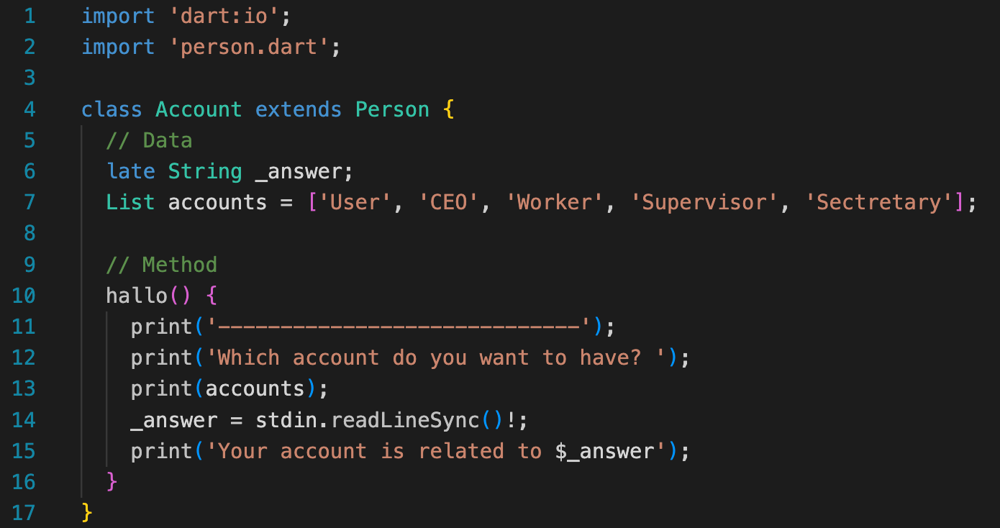 1 import 'dart:io';
2 import 'person.dart';
3
4 class Account extends Person {
5 // Data
6 late String _answer;
7 List accounts = ['User', 'CEO', 'Worker', 'Supervisor', 'Sectretary'];
8
9 // Method
10 hallo() {
11 print('-----------------------------');
12 print('Which account do you want to have? ');
13 print(accounts);
14 _answer = stdin.readLineSync()!;
15 print('Your account is related to $_answer');
16 }
17 }